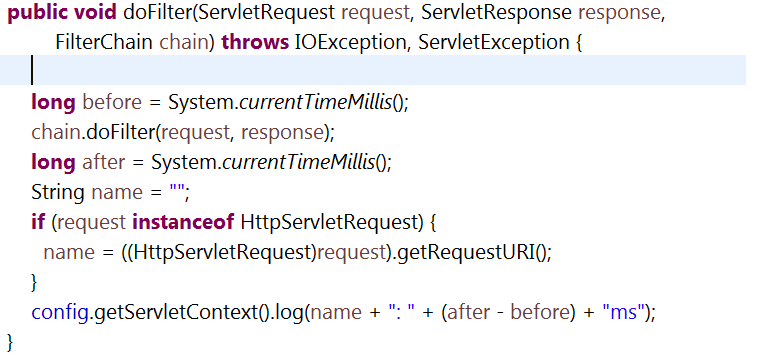 public void doFilter(ServletRequest request, ServletResponse response,
FilterChain chain) throws IOException, ServletException {
long before = System.currentTimeMillis();
chain.doFilter(request, response);
long after = System.currentTimeMillis();
String name = "";
if (request instanceof HttpServletRequest) {
name = ((HttpServletRequest)request).getRequestURI();
}
config.getServletContext().log(name + ": " + (after - before) + "ms");
}